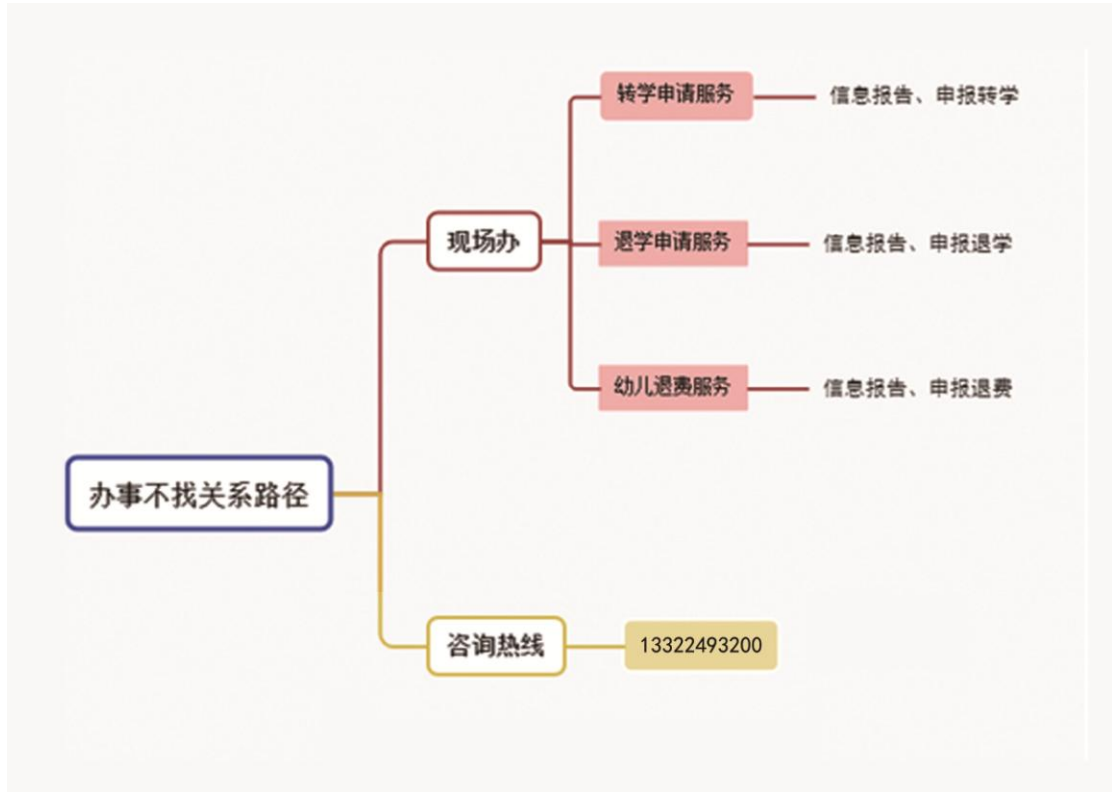 办事不找关系路径
现场办
转学申请服务
信息报告、申报转学
退学申请服务
信息报告、申报退学
幼儿退费服务
信息报告、申报退费
咨询热线
13322493200